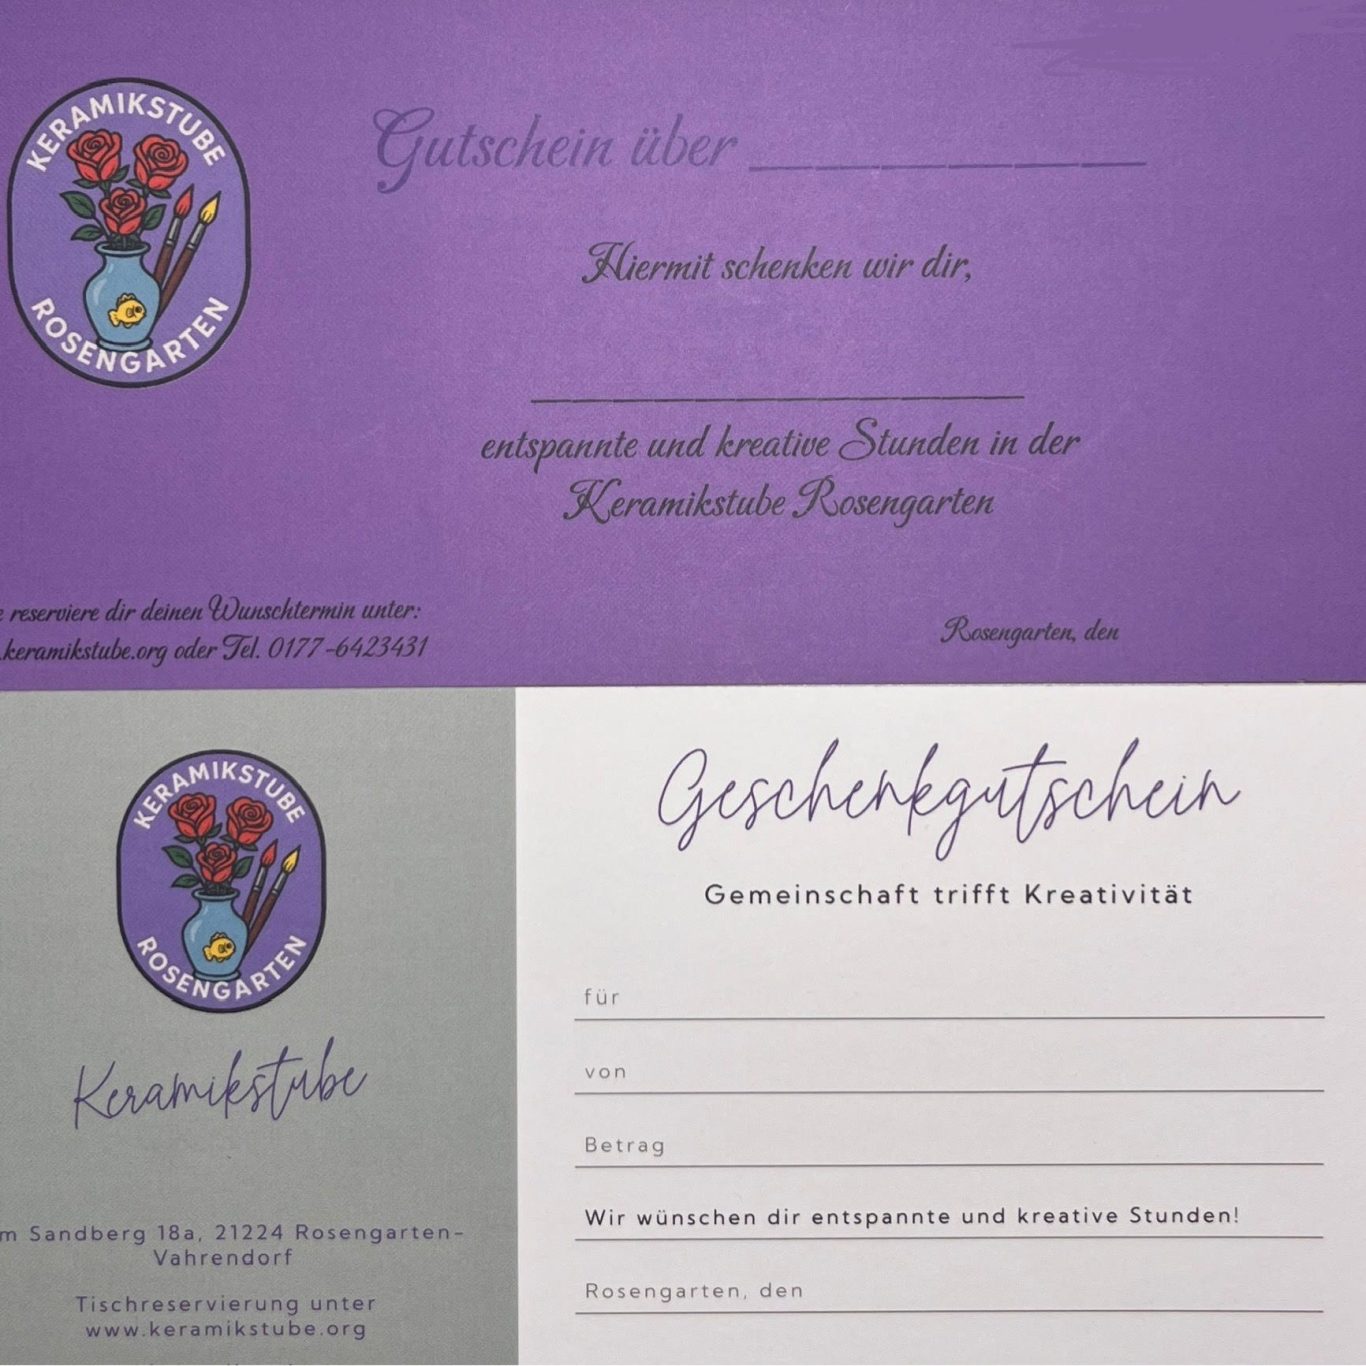 KERAMIKSTUBE
ROSENGARTEN
Gutschein über
Hiermit schenken wir dir,
entspannte und kreative Stunden in der
Keramikstube Rosengarten
reserviere dir deinen Wunschtermin unter:
.keramikstube.org oder Tel. 0177-6423431
Rosengarten, den
KERAMIKSTUBE
ROSENGARTEN
Keramikstube
m Sandberg 18a, 21224 Rosengarten-
Vahrendorf
Tischreservierung unter
www.keramikstube.org
Geschenkgutschein
Gemeinschaft trifft Kreativität
für
von
Betrag
Wir wünschen dir entspannte und kreative Stunden!
Rosengarten, den